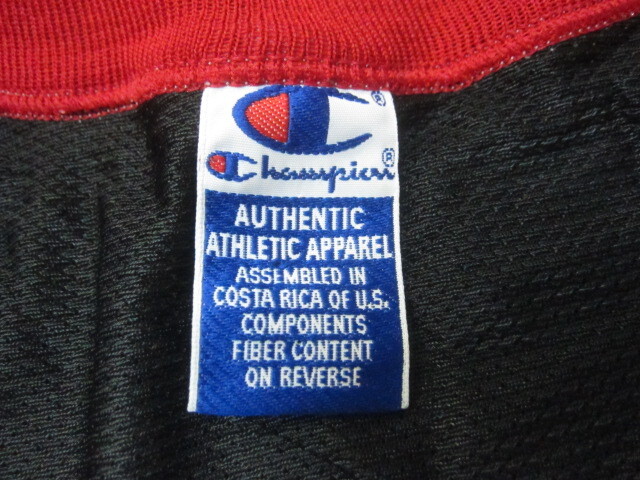 ®
Champion®
AUTHENTIC
ATHLETIC APPAREL
ASSEMBLED IN
COSTA RICA OF U.S.
COMPONENTS
FIBER CONTENT
ON REVERSE